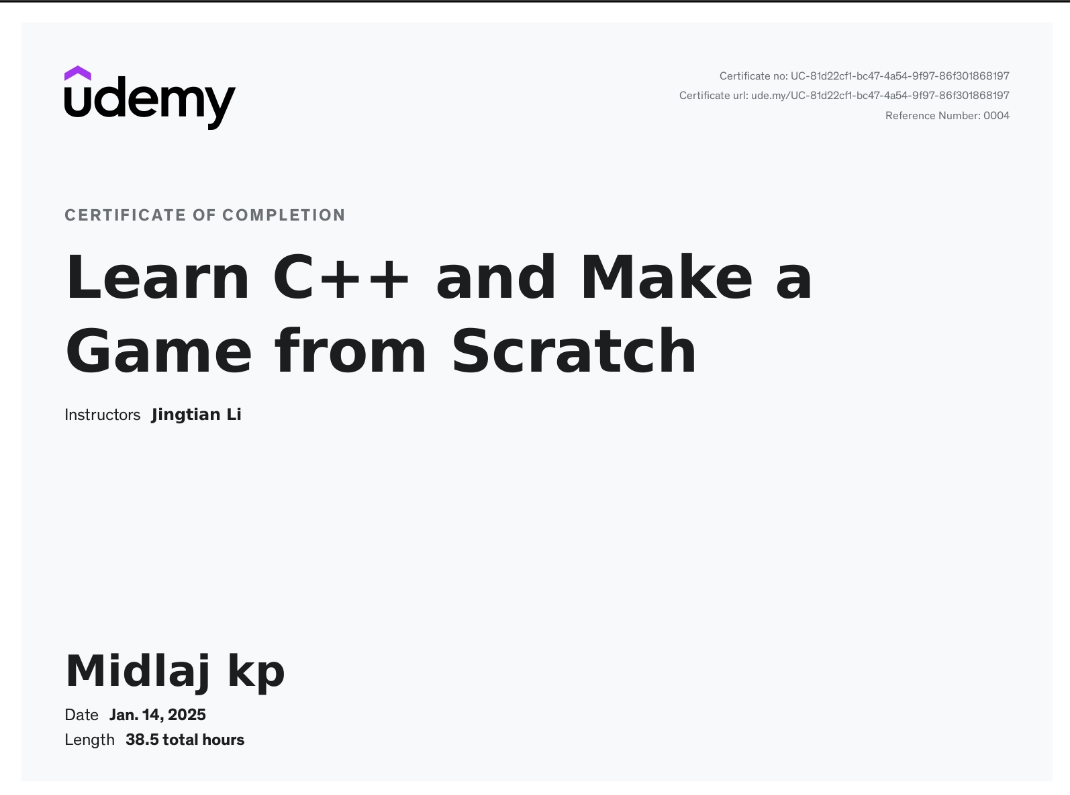 udemy
Certificate no: UC-81d22cf1-bc47-4a54-9f97-86f301868197
Certificate url: ude.my/UC-81d22cf1-bc47-4a54-9f97-86f301868197
Reference Number: 0004
CERTIFICATE OF COMPLETION
Learn C++ and Make a
Game from Scratch
Instructors Jingtian Li
Midlaj kp
Date Jan. 14, 2025
Length 38.5 total hours